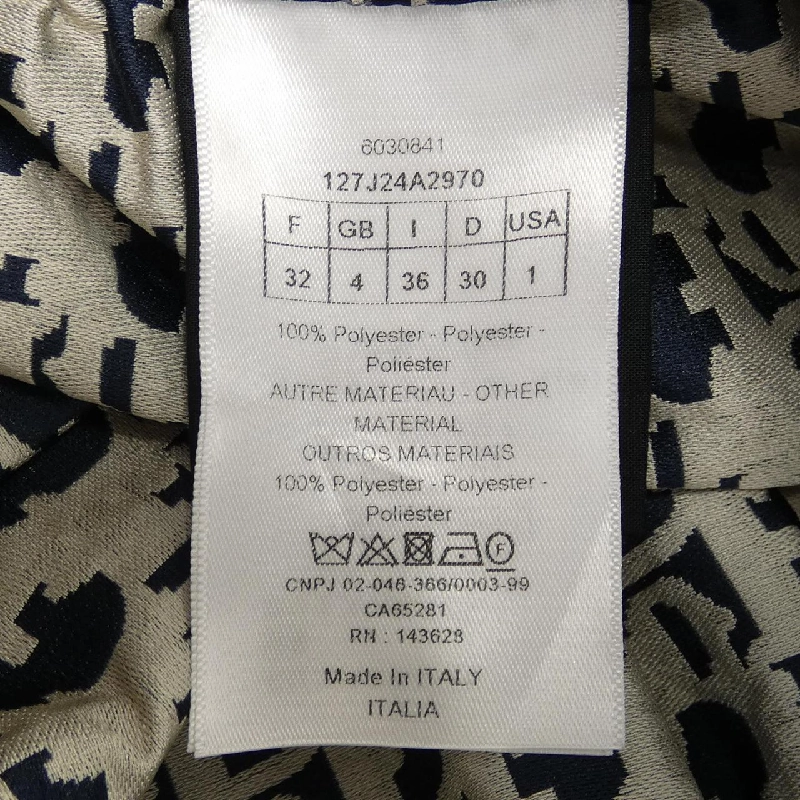 6030841
127J24A2970
F GB I D USA
32 4 36 30 1
100% Polyester - Polyester -
Poliéster
AUTRE MATERIAU - OTHER
MATERIAL
OUTROS MATERIAIS
100% Polyester - Polyester -
Poliéster
F
CNPJ 02-046-366/0003-99
CA65281
RN : 143628
Made In ITALY
ITALIA